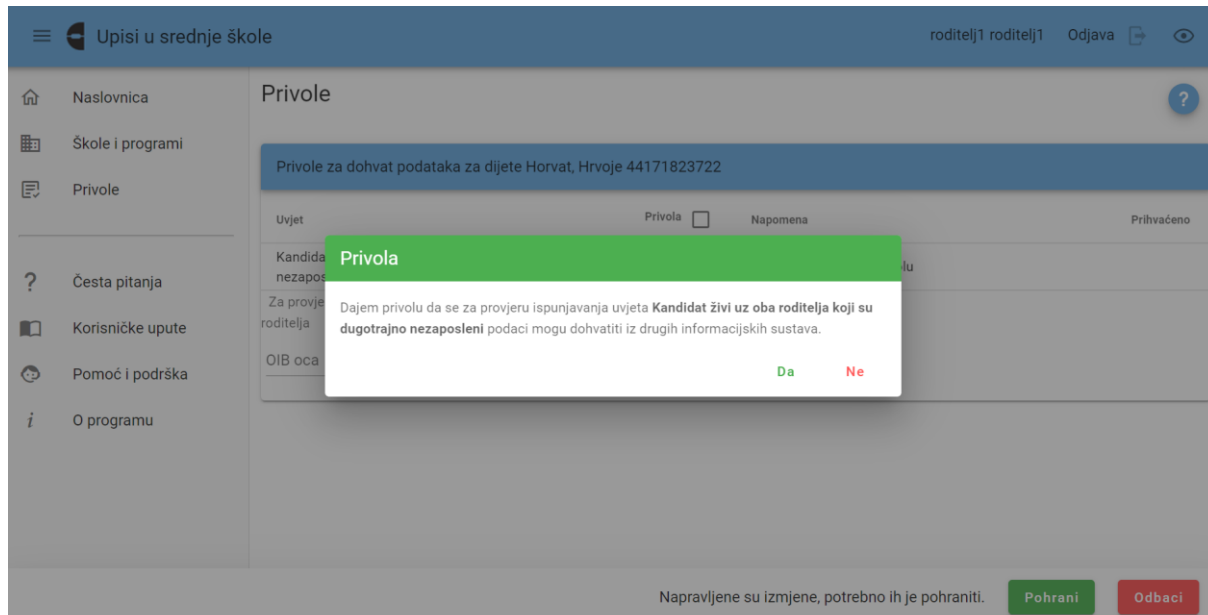 Upisi u srednje škole
roditelj1 roditelj1 Odjava
Naslovnica
Škole i programi
Privole
Čestа pitanja
Korisničke upute
Pomoć i podrška
O programu
Privole
?
Privole za dohvat podataka za dijete Horvat, Hrvoje 44171823722
Uvjet Privola Napomena Prihvaćeno
Kandida
nezapos
lu
Za provje
roditelja
OIB oca
Privola
Dajem privolu da se za provjeru ispunjavanja uvjeta Kandidat živi uz oba roditelja koji su
dugotrajno nezaposleni podaci mogu dohvatiti iz drugih informacijskih sustava.
Da Ne
Napravljene su izmjene, potrebno ih je pohraniti. Pohrani Odbaci